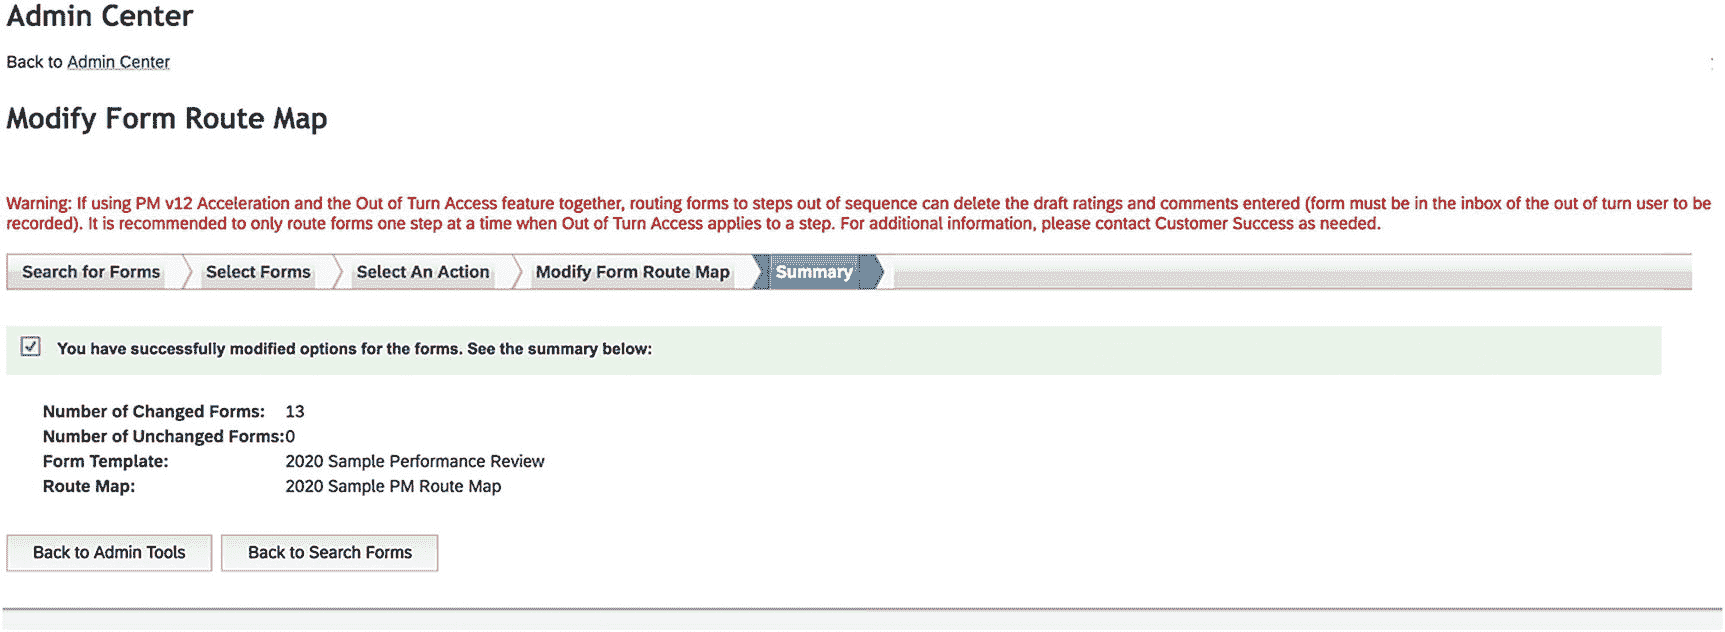 Admin Center
Back to Admin Center
Modify Form Route Map
Warning: If using PM v12 Acceleration and the Out of Turn Access feature together, routing forms to steps out of sequence can delete the draft ratings and comments entered (form must be in the inbox of the out of turn user to be
recorded). It is recommended to only route forms one step at a time when Out of Turn Access applies to a step. For additional information, please contact Customer Success as needed.
Search for Forms Select Forms Select An Action Modify Form Route Map Summary
You have successfully modified options for the forms. See the summary below:
Number of Changed Forms: 13
Number of Unchanged Forms:0
Form Template: 2020 Sample Performance Review
Route Map: 2020 Sample PM Route Map
Back to Admin Tools Back to Search Forms